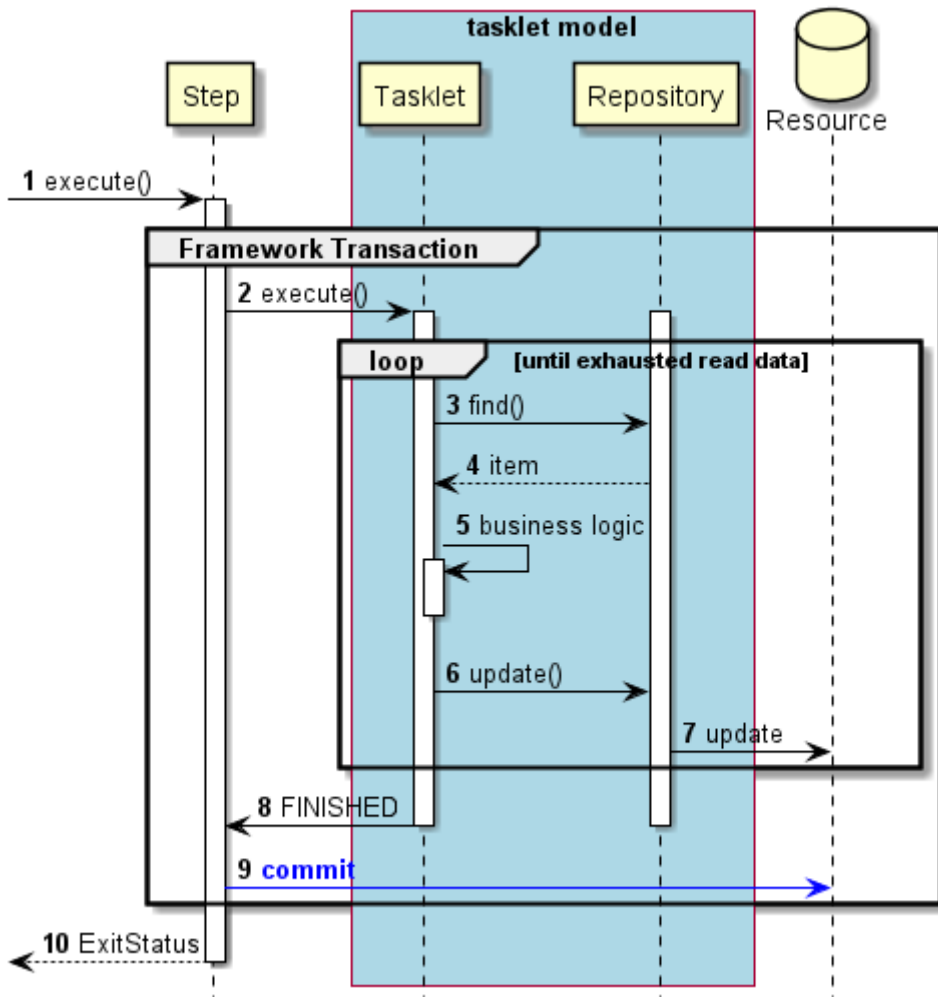 tasklet model
Step
Tasklet
Repository
Resource
1 execute()
Framework Transaction
2 execute()
loop [until exhausted read data]
3 find()
4 item
5 business logic
6 update()
7 update
8 FINISHED
9 commit
10 ExitStatus